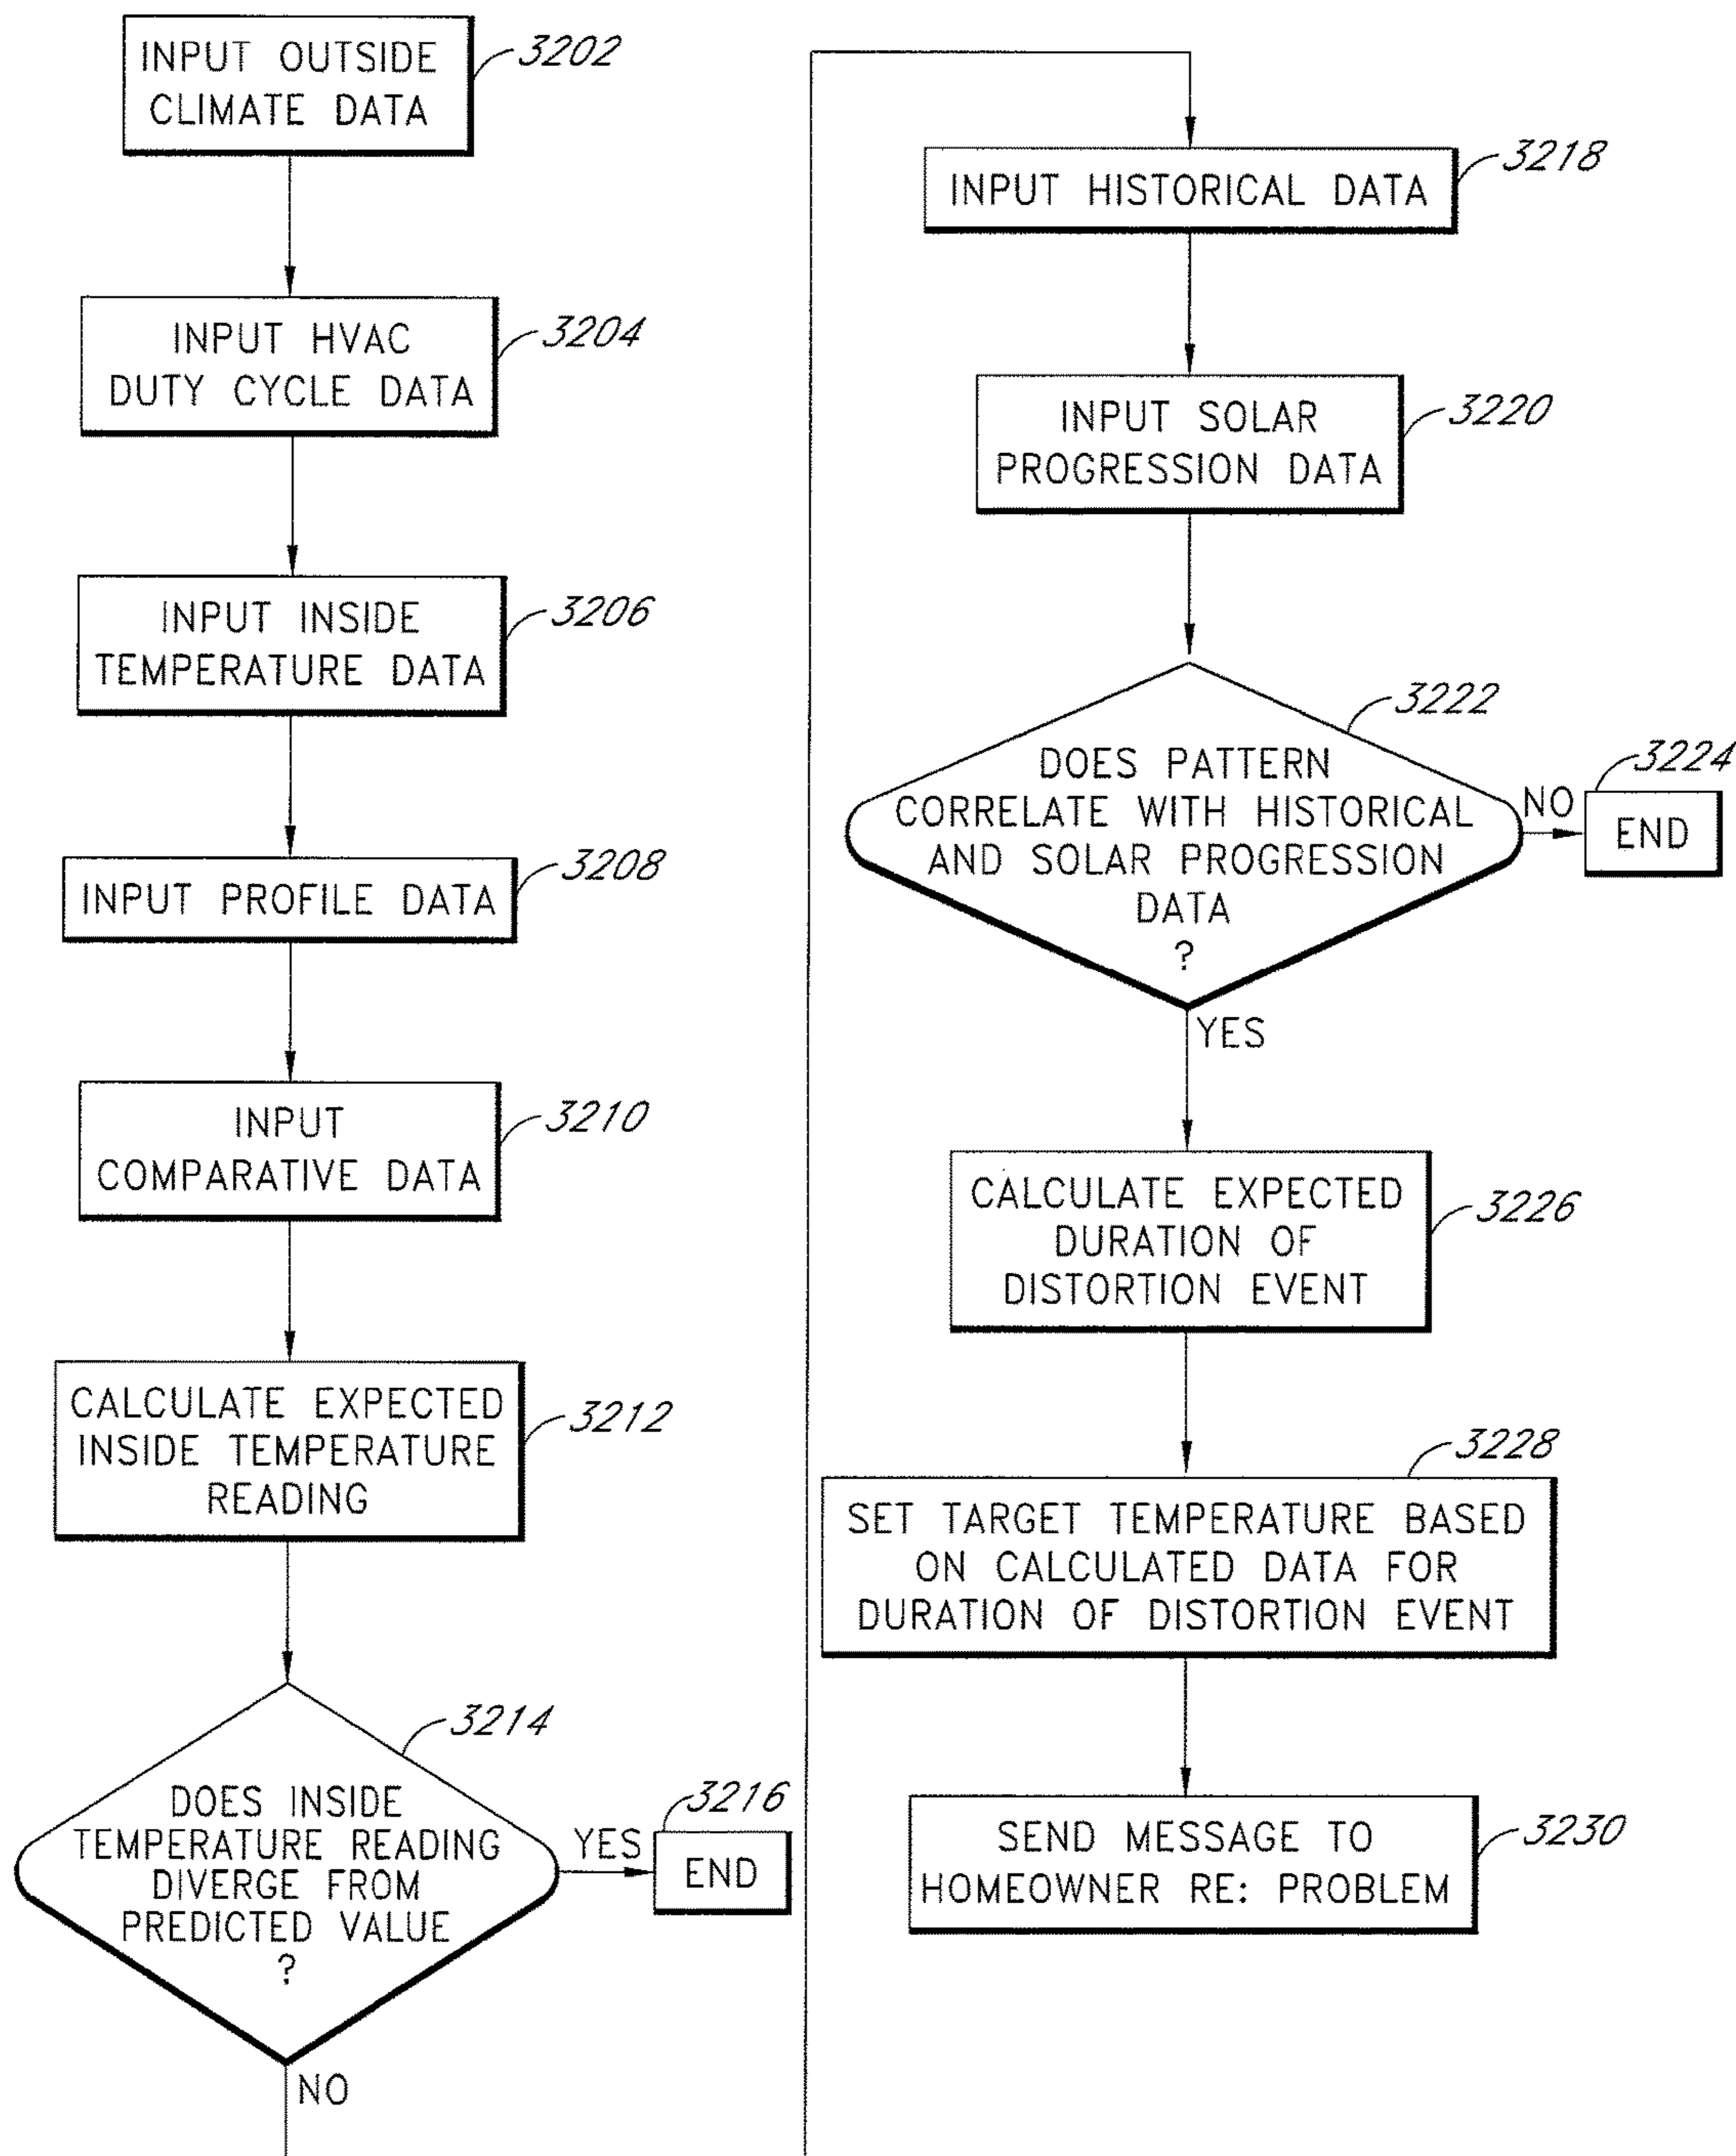 INPUT OUTSIDE
CLIMATE DATA
3202
INPUT HVAC
DUTY CYCLE DATA
3204
INPUT INSIDE
TEMPERATURE DATA
3206
INPUT PROFILE DATA
3208
INPUT
COMPARATIVE DATA
3210
CALCULATE EXPECTED
INSIDE TEMPERATURE
READING
3212
DOES INSIDE
TEMPERATURE READING
DIVERGE FROM
PREDICTED VALUE
?
3214
YES
END
3216
NO
INPUT HISTORICAL DATA
3218
INPUT SOLAR
PROGRESSION DATA
3220
DOES PATTERN
CORRELATE WITH HISTORICAL
AND SOLAR PROGRESSION
DATA
?
3222
NO
END
3224
YES
CALCULATE EXPECTED
DURATION OF
DISTORTION EVENT
3226
SET TARGET TEMPERATURE BASED
ON CALCULATED DATA FOR
DURATION OF DISTORTION EVENT
3228
SEND MESSAGE TO
HOMEOWNER RE: PROBLEM
3230